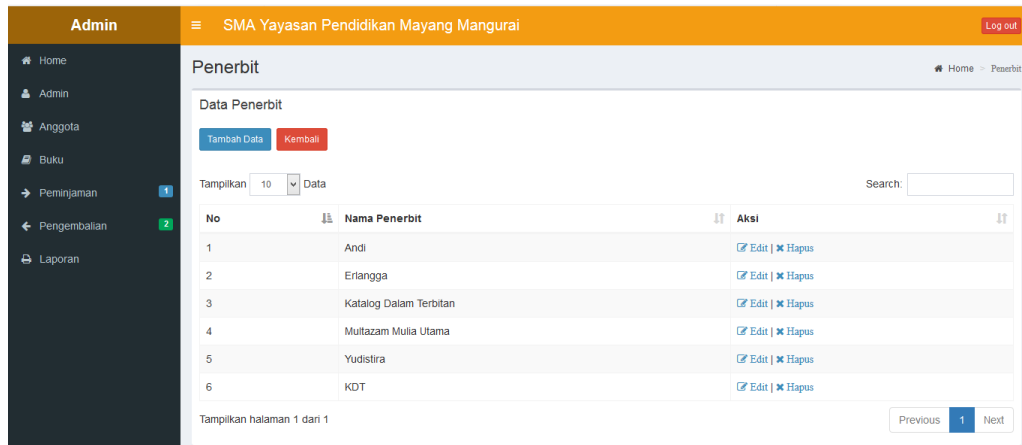 Admin
SMA Yayasan Pendidikan Mayang Mangurai
Log out
Home
Admin
Anggota
Buku
Peminjaman 1
Pengembalian 2
Laporan
Penerbit
Home > Penerbit
Data Penerbit
Tambah Data Kembali
Tampilkan 10 Data
Search:
No Nama Penerbit Aksi
1 Andi Edit | Hapus
2 Erlangga Edit | Hapus
3 Katalog Dalam Terbitan Edit | Hapus
4 Multazam Mulia Utama Edit | Hapus
5 Yudistira Edit | Hapus
6 KDT Edit | Hapus
Tampilkan halaman 1 dari 1
Previous 1 Next